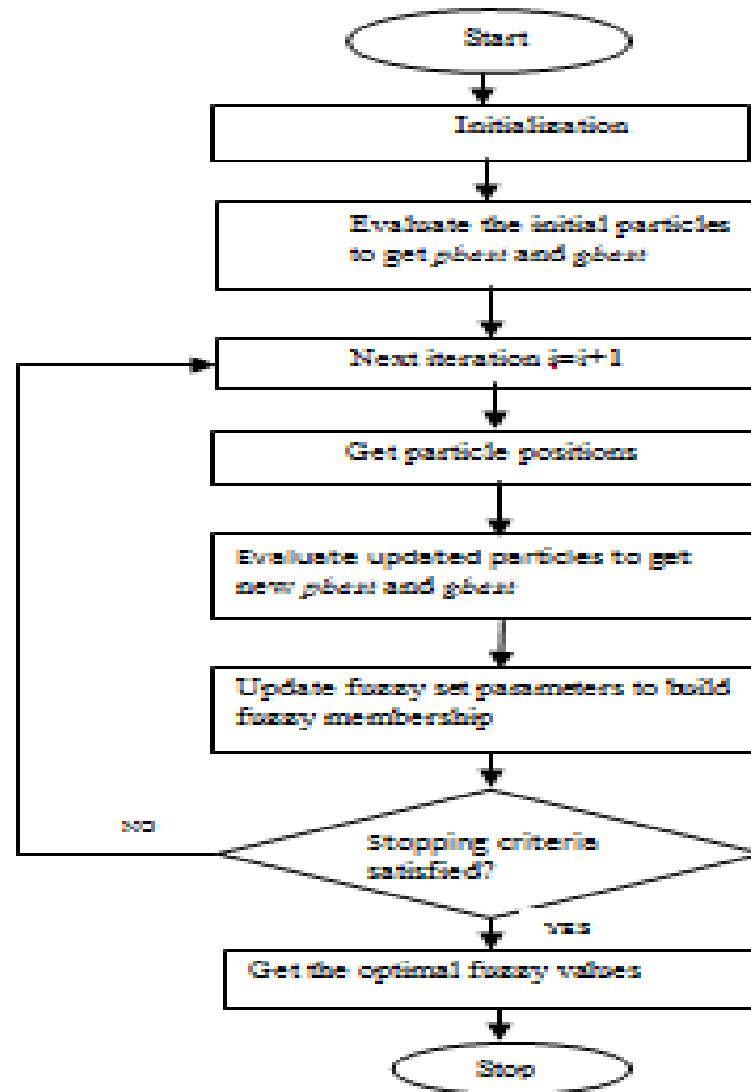 Start
Initialization
Evaluate the initial particles
to get pbest and gbest
Next iteration i=i+1
Get particle positions
Evaluate updated particles to get
new pbest and gbest
Update fuzzy set parameters to build
fuzzy membership
NO
Stopping criteria
satisfied?
YES
Get the optimal fuzzy values
Stop